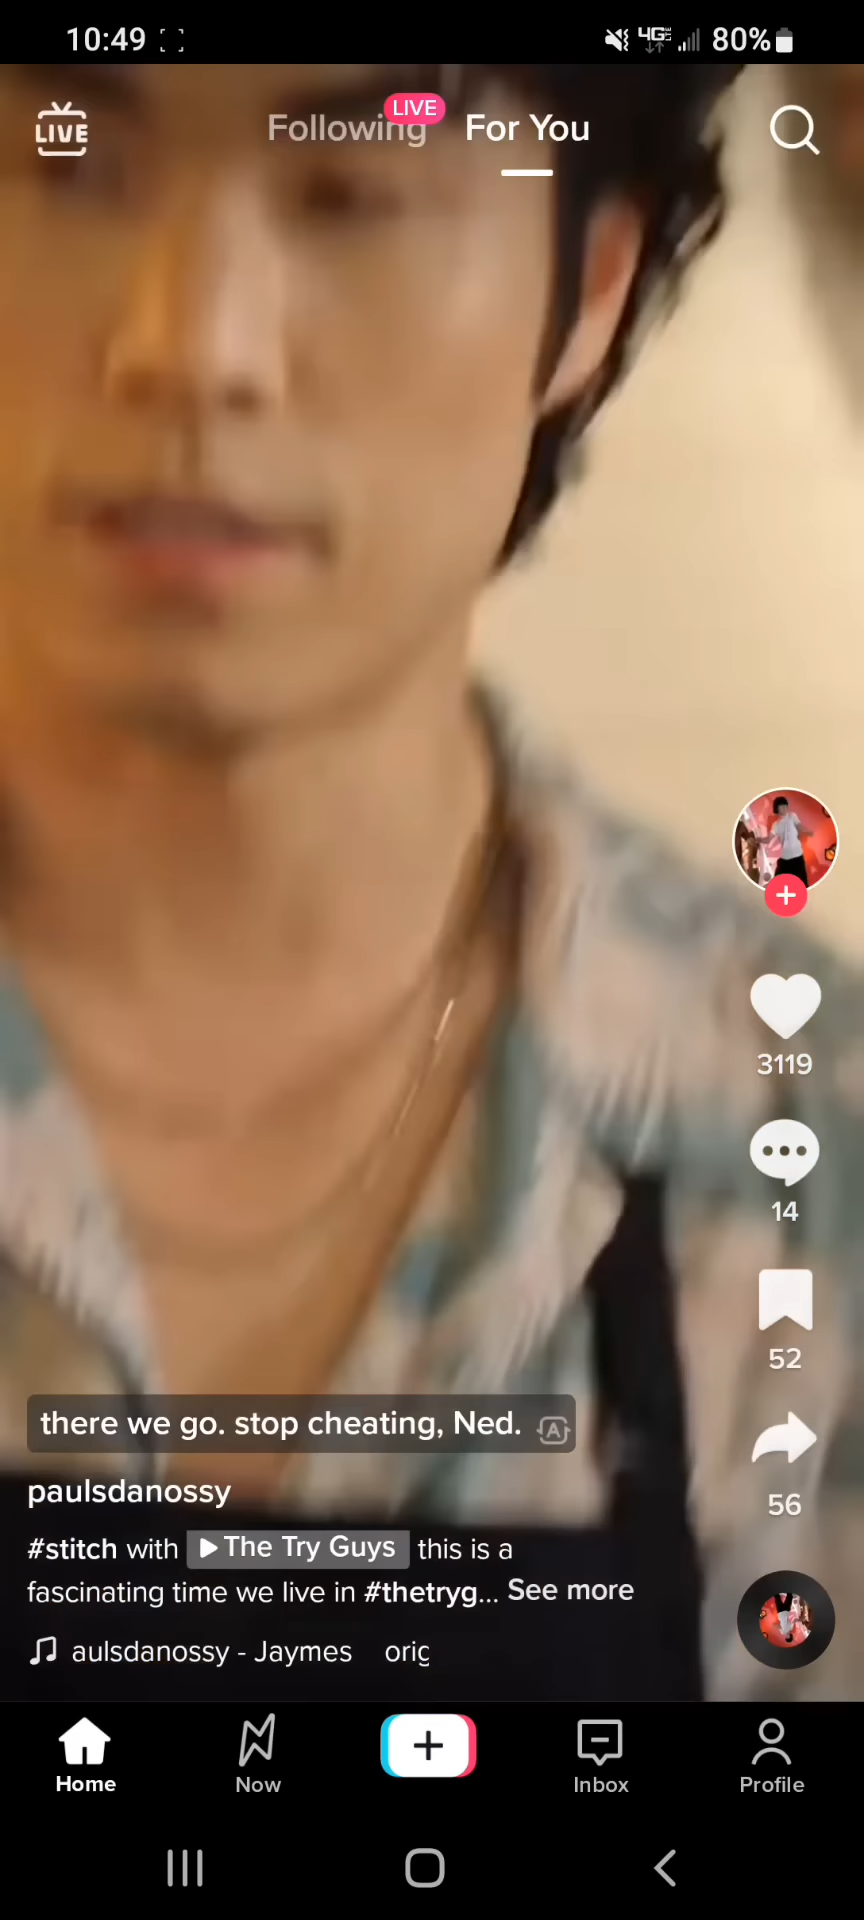 10:49 4G LTE 80%
LIVE Following LIVE For You
3119
14
52
56
there we go. stop cheating, Ned. A
paulsdanossy
#stitch with The Try Guys this is a
fascinating time we live in #thetryg... See more
aulsdanossy - Jaymes orig
Home Now Inbox Profile